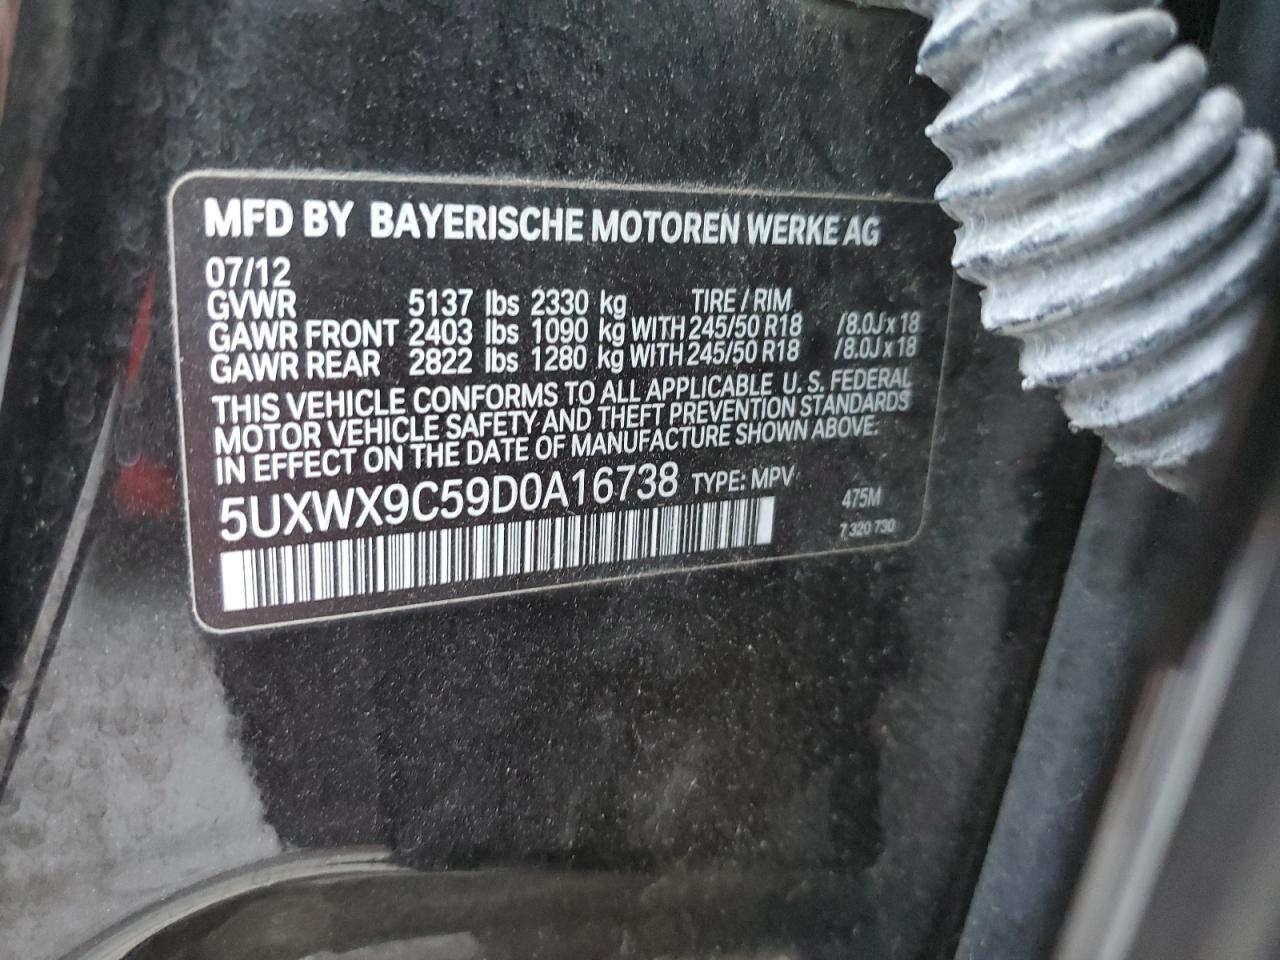 MFD BY BAYERISCHE MOTOREN WERKE AG
07/12
GVWR 5137 lbs 2330 kg TIRE / RIM
GAWR FRONT 2403 lbs 1090 kg WITH 245/50 R18 /8.0J x 18
GAWR REAR 2822 lbs 1280 kg WITH 245/50 R18 /8.0J x 18
THIS VEHICLE CONFORMS TO ALL APPLICABLE U. S. FEDERAL
MOTOR VEHICLE SAFETY AND THEFT PREVENTION STANDARDS
IN EFFECT ON THE DATE OF MANUFACTURE SHOWN ABOVE:
5UXWX9C59D0A16738 TYPE: MPV
475M
7 320 730